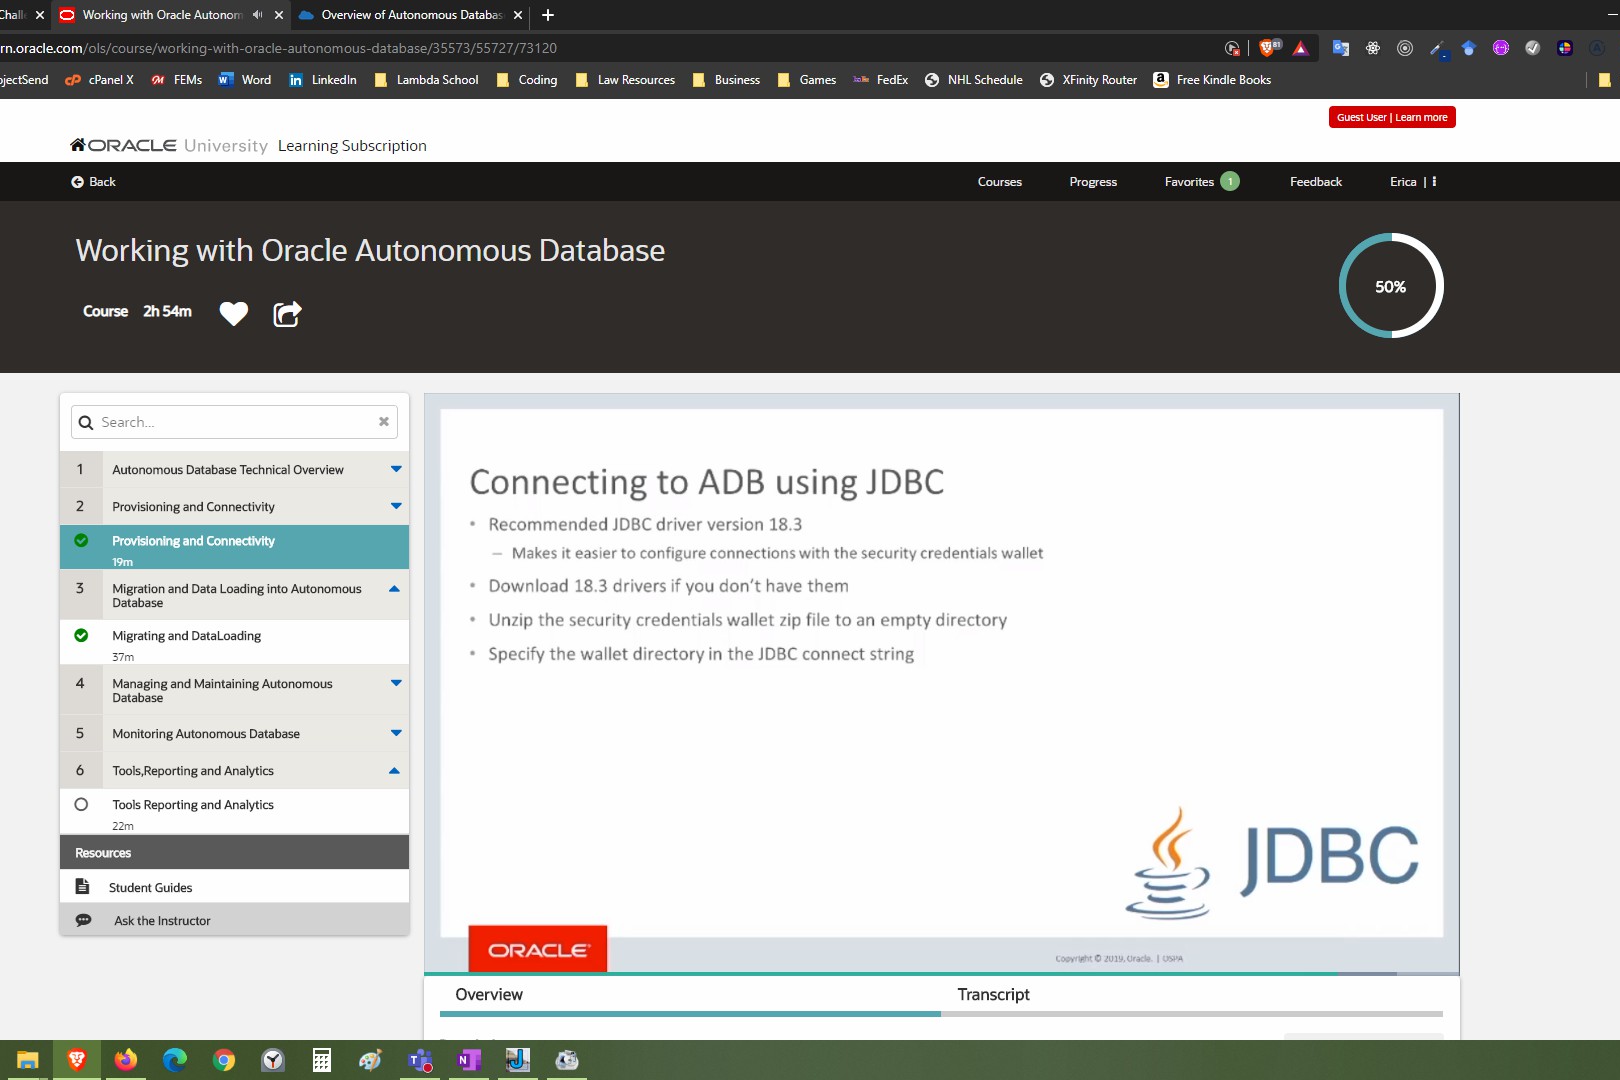 Chall
Working with Oracle Autonom
Overview of Autonomous Databas
rn.oracle.com/ols/course/working-with-oracle-autonomous-database/35573/55727/73120
81
ojectSend
cPanel X
FEMs
Word
LinkedIn
Lambda School
Coding
Law Resources
Business
Games
FedEx
NHL Schedule
XFinity Router
Free Kindle Books
Guest User | Learn more
ORACLE University Learning Subscription
Back
Courses
Progress
Favorites 1
Feedback
Erica |
Working with Oracle Autonomous Database
Course 2h 54m
50%
Search...
1 Autonomous Database Technical Overview
2 Provisioning and Connectivity
Provisioning and Connectivity
19m
3 Migration and Data Loading into Autonomous
Database
Migrating and DataLoading
37m
4 Managing and Maintaining Autonomous
Database
5 Monitoring Autonomous Database
6 Tools,Reporting and Analytics
Tools Reporting and Analytics
22m
Resources
Student Guides
Ask the Instructor
Connecting to ADB using JDBC
• Recommended JDBC driver version 18.3
– Makes it easier to configure connections with the security credentials wallet
• Download 18.3 drivers if you don't have them
• Unzip the security credentials wallet zip file to an empty directory
• Specify the wallet directory in the JDBC connect string
JDBC
ORACLE
Copyright © 2019, Oracle. | OSPA
Overview
Transcript